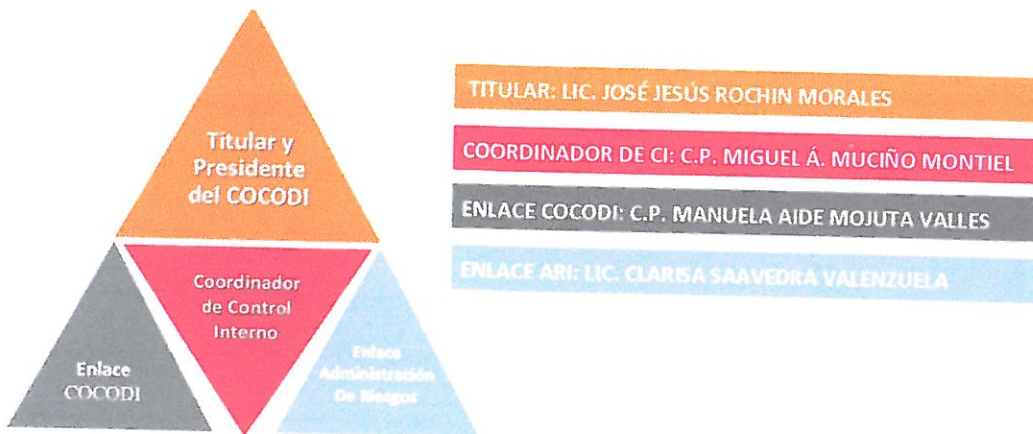 Titular y
Presidente
del COCODI
Coordinador
de Control
Interno
Enlace
COCODI
Enlace
Administración
De Riesgos
TITULAR: LIC. JOSÉ JESÚS ROCHIN MORALES
COORDINADOR DE CI: C.P. MIGUEL Á. MUCIÑO MONTIEL
ENLACE COCODI: C.P. MANUELA AIDE MOJUTA VALLES
ENLACE ARI: LIC. CLARISA SAAVEDRA VALENZUELA